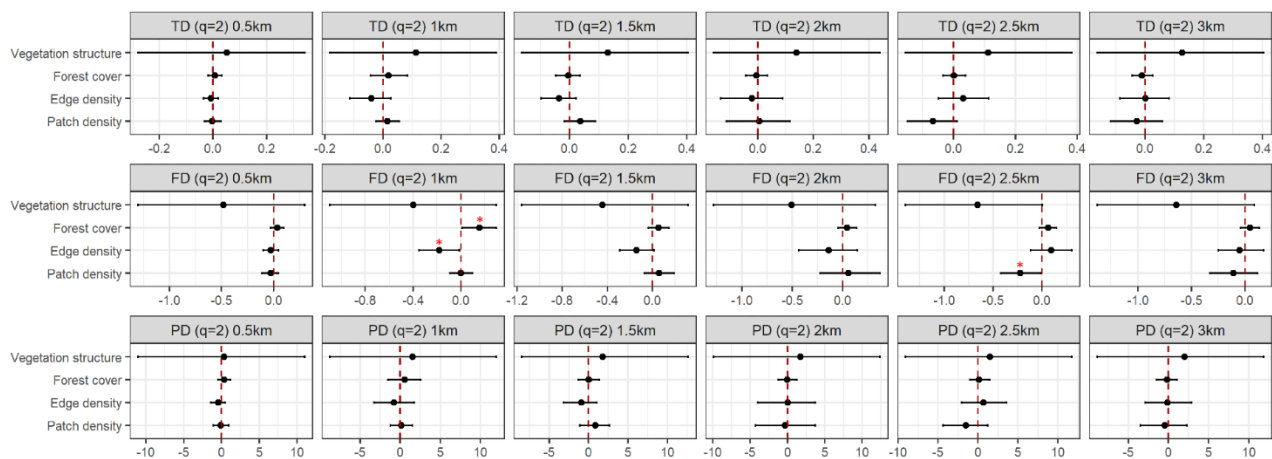 TD (q=2) 0.5km TD (q=2) 1km TD (q=2) 1.5km TD (q=2) 2km TD (q=2) 2.5km TD (q=2) 3km
Vegetation structure
Forest cover
Edge density
Patch density
-0.2 0.0 0.2 0.0 0.2 0.4 0.0 0.2 0.4 0.0 0.2 0.4 0.0 0.2 0.4 0.0 0.2 0.4
FD (q=2) 0.5km FD (q=2) 1km FD (q=2) 1.5km FD (q=2) 2km FD (q=2) 2.5km FD (q=2) 3km
Vegetation structure
Forest cover *
Edge density *
Patch density *
-1.0 -0.5 0.0 -0.8 -0.4 0.0 -1.2 -0.8 -0.4 0.0 -1.0 -0.5 0.0 -1.0 -0.5 0.0 -1.0 -0.5 0.0
PD (q=2) 0.5km PD (q=2) 1km PD (q=2) 1.5km PD (q=2) 2km PD (q=2) 2.5km PD (q=2) 3km
Vegetation structure
Forest cover
Edge density
Patch density
-10 -5 0 5 10 -5 0 5 10 -5 0 5 10 -10 -5 0 5 10 -5 0 5 10 -5 0 5 10